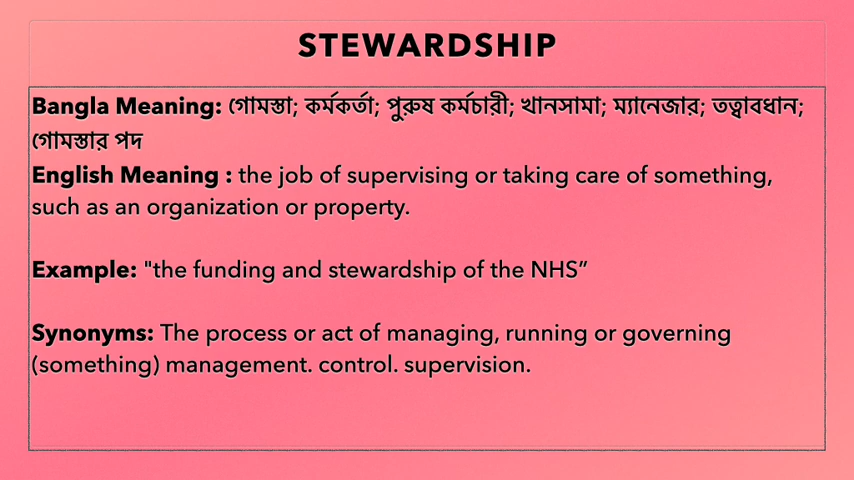 STEWARDSHIP
Bangla Meaning: গোমস্তা; কর্মকর্তা; পুরুষ কর্মচারী; খানসামা; ম্যানেজার; তত্বাবধান;
গোমস্তার পদ
English Meaning : the job of supervising or taking care of something,
such as an organization or property.
Example: "the funding and stewardship of the NHS”
Synonyms: The process or act of managing, running or governing
(something) management. control. supervision.